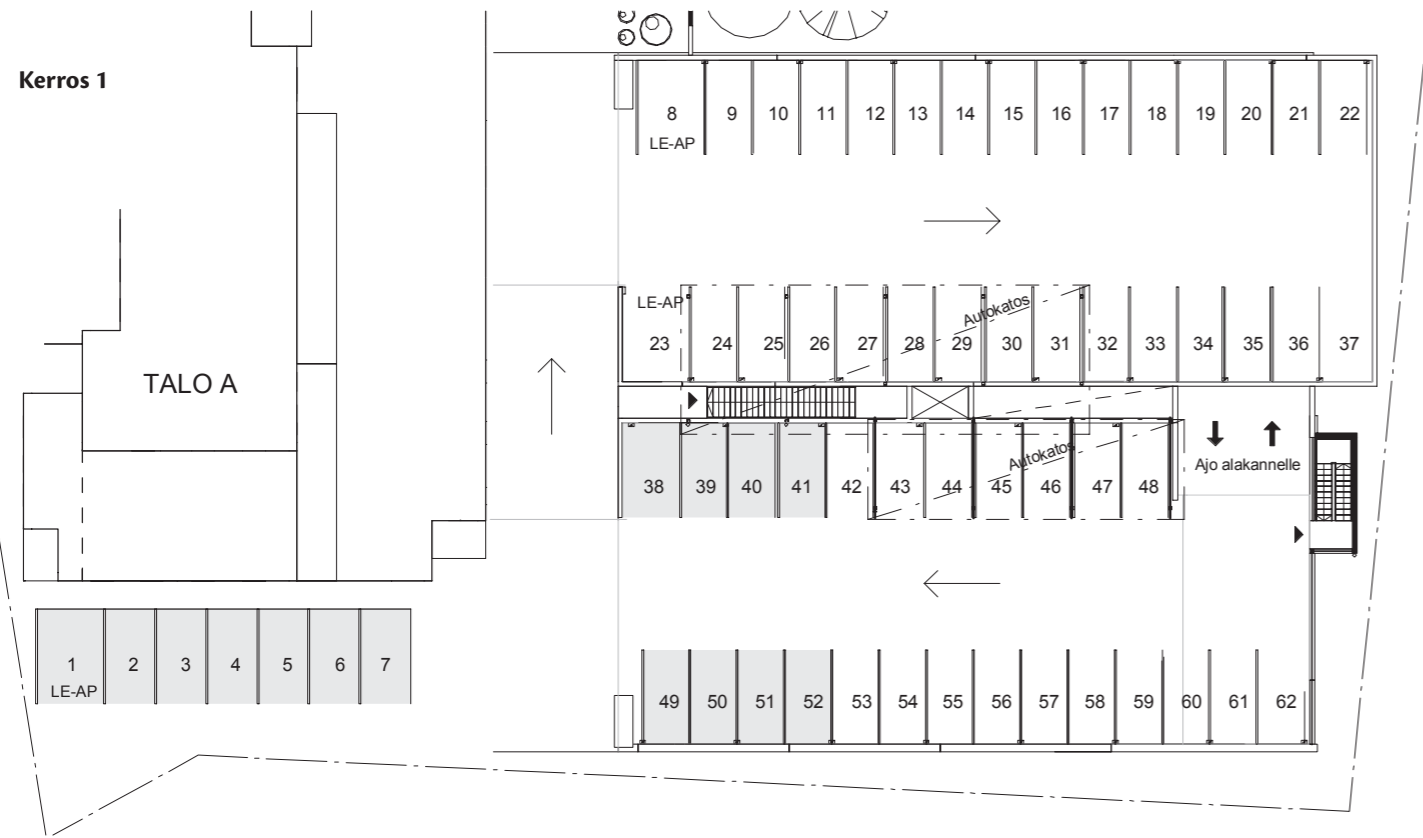 Kerros 1
8 9 10 11 12 13 14 15 16 17 18 19 20 21 22
LE-AP
LE-AP
Autokatos
23 24 25 26 27 28 29 30 31 32 33 34 35 36 37
TALO A
Autokatos
Ajo alakannelle
38 39 40 41 42 43 44 45 46 47 48
1 2 3 4 5 6 7
LE-AP
49 50 51 52 53 54 55 56 57 58 59 60 61 62